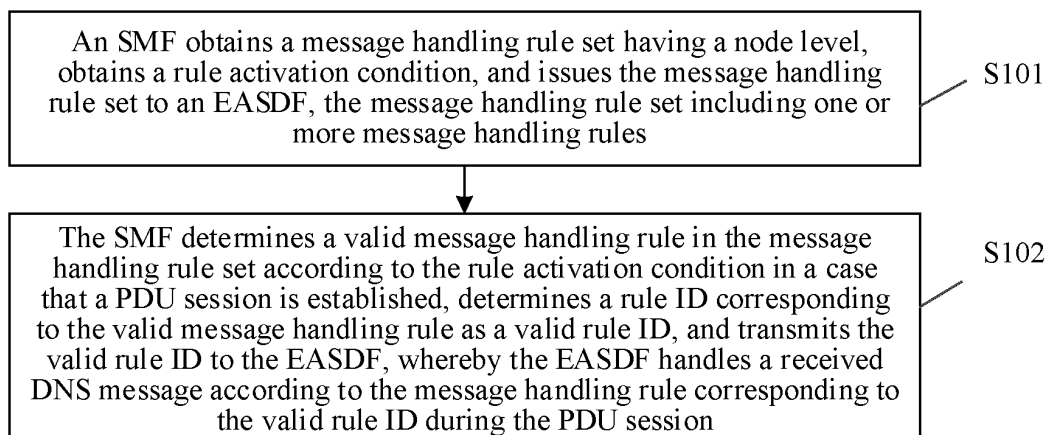 An SMF obtains a message handling rule set having a node level,
obtains a rule activation condition, and issues the message handling
rule set to an EASDF, the message handling rule set including one or
more message handling rules
S101
The SMF determines a valid message handling rule in the message
handling rule set according to the rule activation condition in a case
that a PDU session is established, determines a rule ID corresponding
to the valid message handling rule as a valid rule ID, and transmits the
valid rule ID to the EASDF, whereby the EASDF handles a received
DNS message according to the message handling rule corresponding to
the valid rule ID during the PDU session
S102